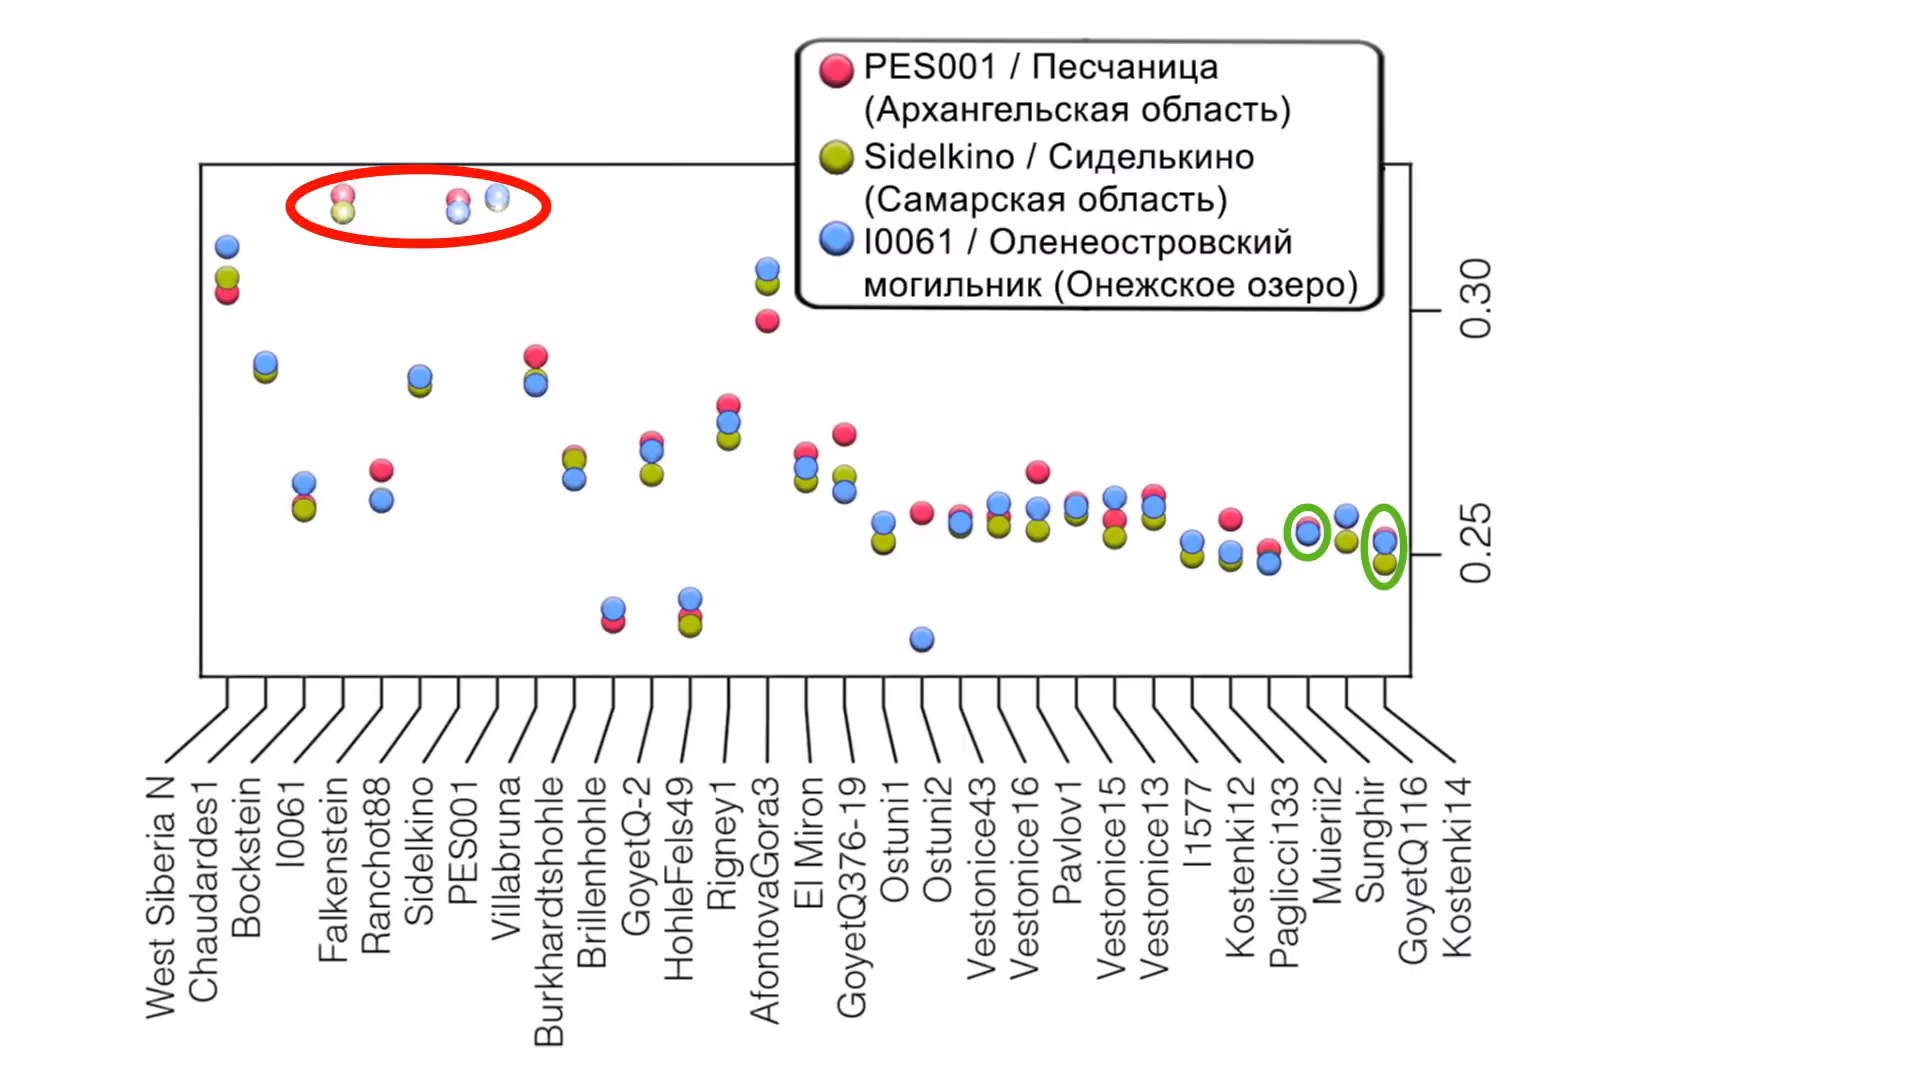 PES001 / Песчаница
(Архангельская область)
Sidelkino / Сиделькино
(Самарская область)
I0061 / Оленеостровский
могильник (Онежское озеро)
0.30
0.25
West Siberia N
Chaudardes1
Bockstein
I0061
Falkenstein
Ranchot88
Sidelkino
PES001
Villabruna
Burkhardtshohle
Brillenhohle
GoyetQ-2
HohleFels49
Rigney1
AfontovaGora3
El Miron
GoyetQ376-19
Ostuni1
Ostuni2
Vestonice43
Vestonice16
Pavlov1
Vestonice15
Vestonice13
I1577
Kostenki12
Paglicci133
Muierii2
Sunghir
GoyetQ116
Kostenki14